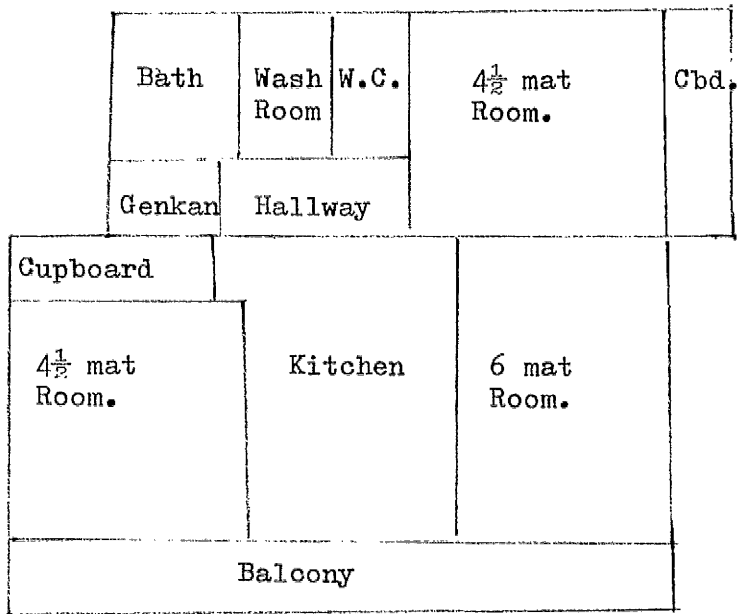 Bath
Wash
Room
W.C.
4½ mat
Room.
Cbd.
Genkan
Hallway
Cupboard
4½ mat
Room.
Kitchen
6 mat
Room.
Balcony